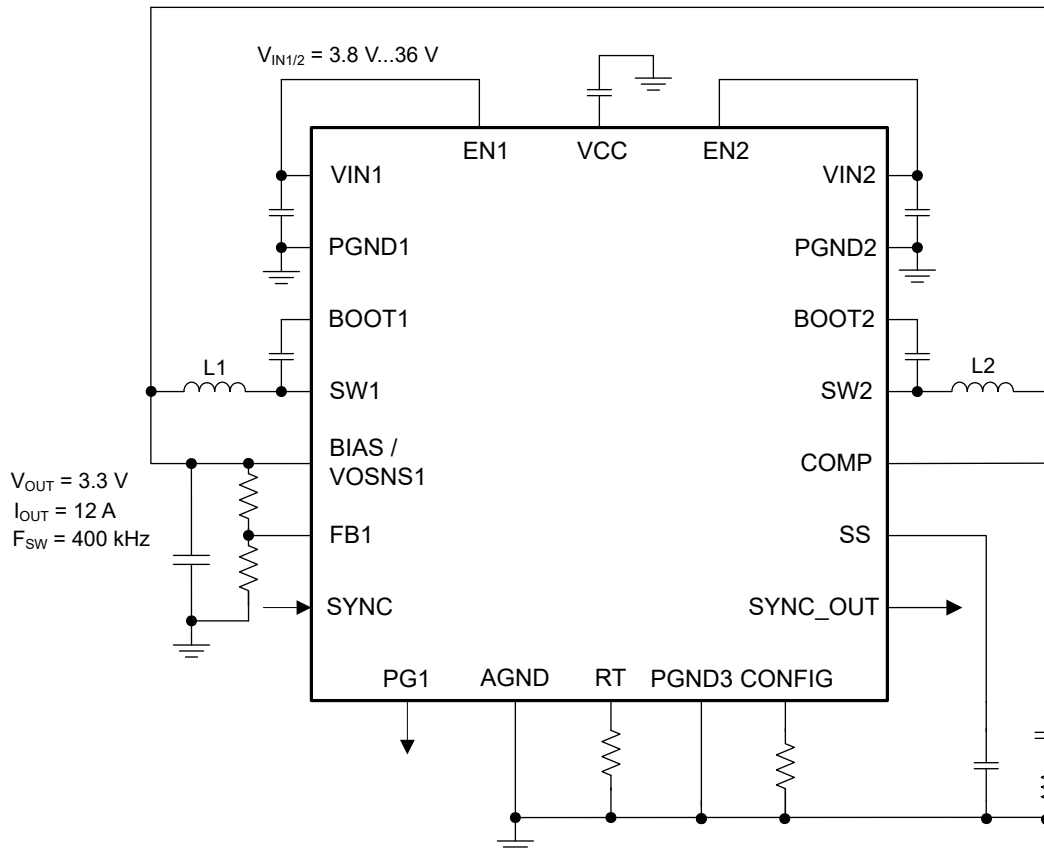 V_IN1/2 = 3.8 V...36 V
EN1
VCC
EN2
VIN1
VIN2
PGND1
PGND2
BOOT1
BOOT2
L1
L2
SW1
SW2
BIAS /
VOSNS1
COMP
V_OUT = 3.3 V
I_OUT = 12 A
F_SW = 400 kHz
FB1
SS
SYNC
SYNC_OUT
PG1
AGND
RT
PGND3
CONFIG